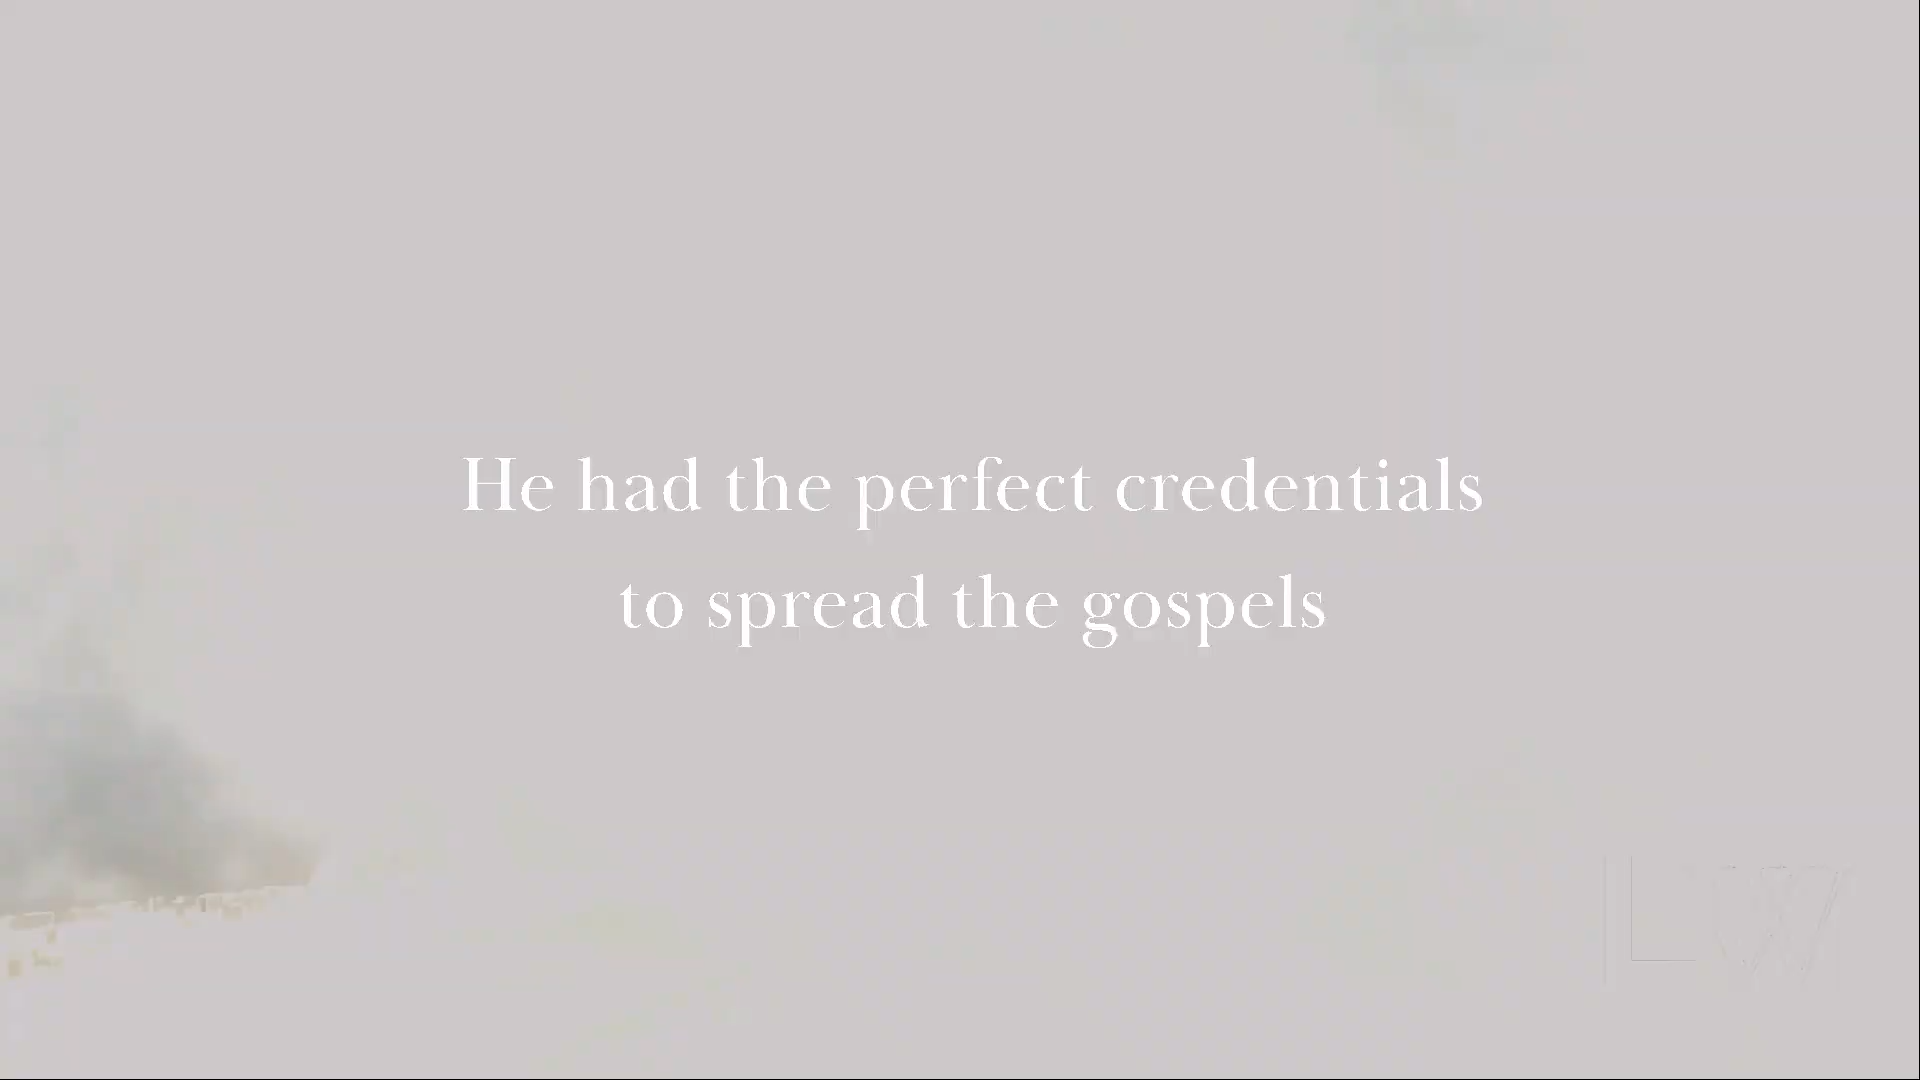 He had the perfect credentials
to spread the gospels